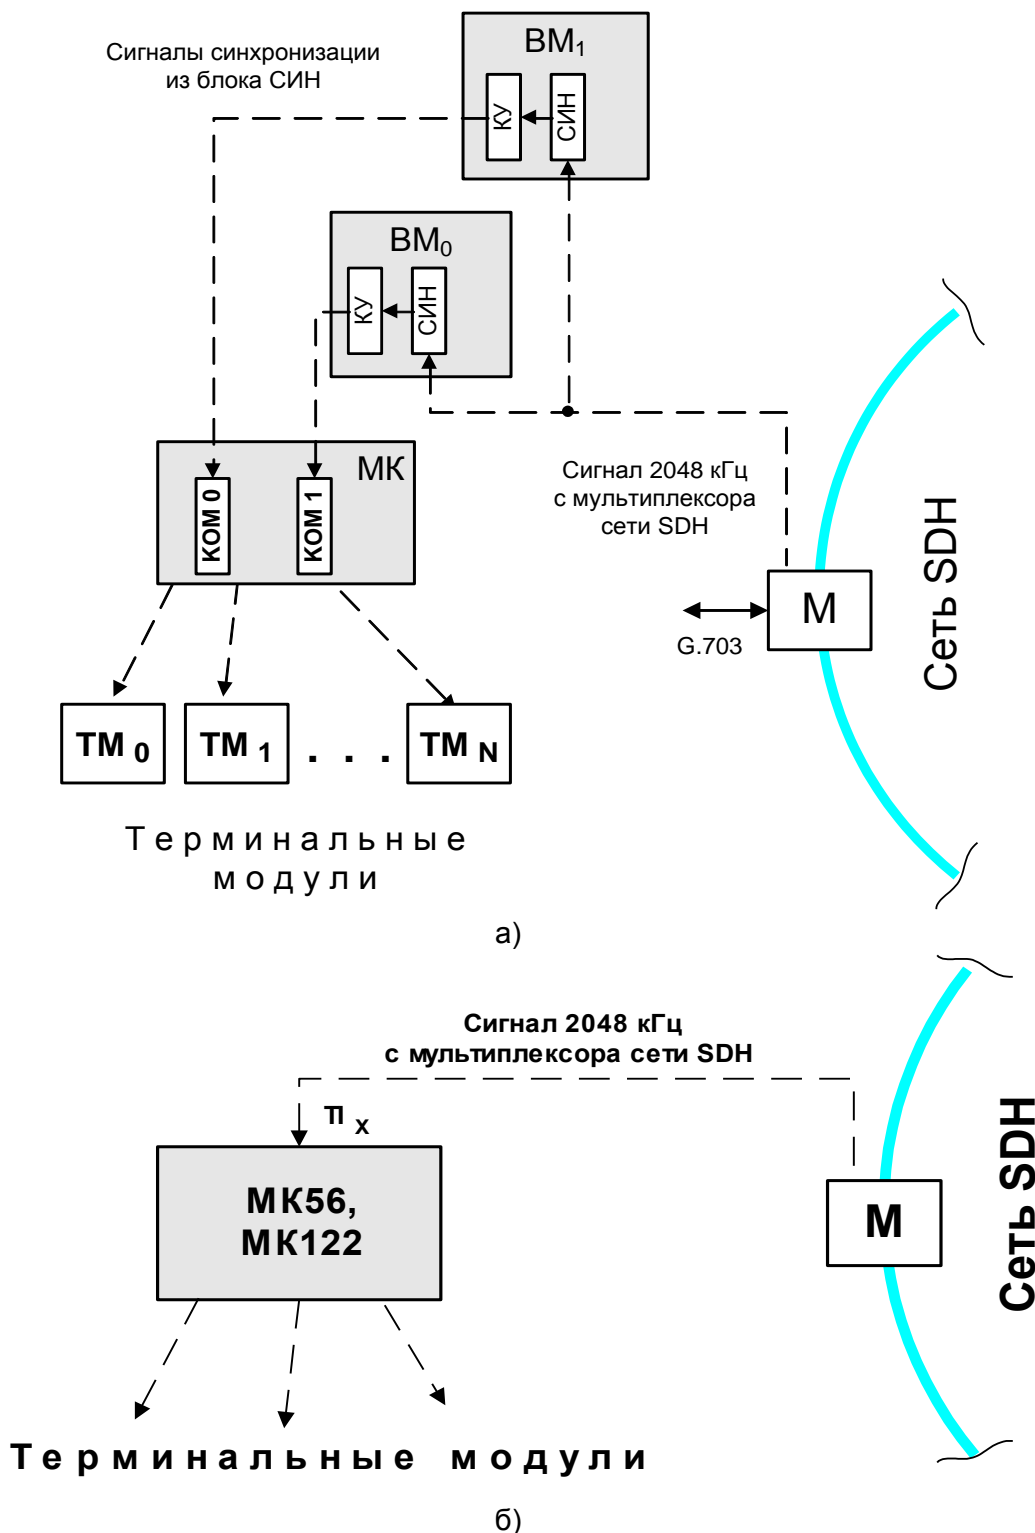 Сигналы синхронизации
из блока СИН
ВМ1
КУ
СИН
ВМ0
КУ
СИН
МК
КОМ 0
КОМ 1
Сигнал 2048 кГц
с мультиплексора
сети SDH
М
G.703
Сеть SDH
ТМ 0
ТМ 1
. . .
ТМ N
Терминальные
модули
а)
Сигнал 2048 кГц
с мультиплексора сети SDH
П X
МК56,
МК122
М
Сеть SDH
Терминальные модули
б)